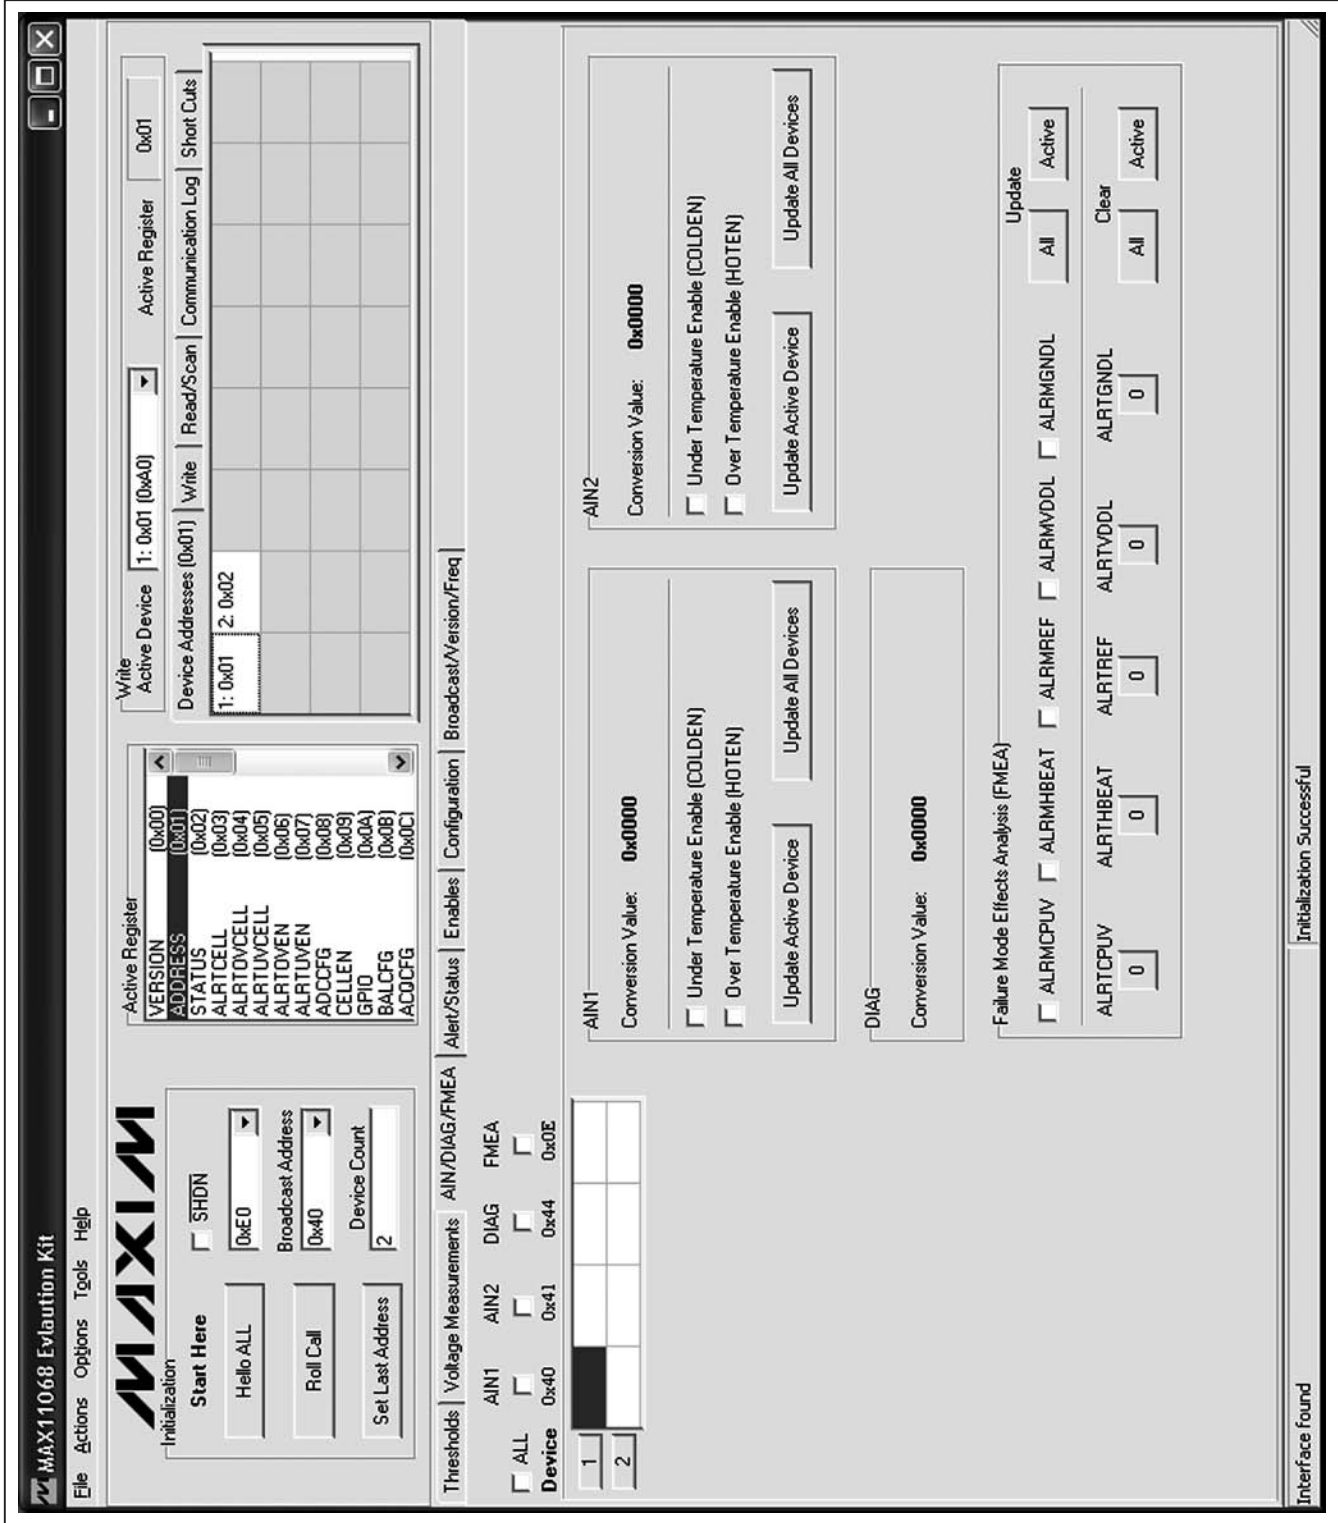 MAX11068 Evlaution Kit
File Actions Options Tools Help
MAXIM
Initialization
Start Here
SHDN
Hello ALL
0xE0
Broadcast Address
Roll Call
0x40
Device Count
Set Last Address
2
Active Register
VERSION (0x00)
ADDRESS (0x01)
STATUS (0x02)
ALRTCELL (0x03)
ALRTOVCELL (0x04)
ALRTUVCELL (0x05)
ALRTOVEN (0x06)
ALRTUVEN (0x07)
ADCCFG (0x08)
CELLEN (0x09)
GPIO (0x0A)
BALCFG (0x0B)
ACQCFG (0x0C)
Write
Active Device 1: 0x01 (0xA0) Active Register 0x01
Device Addresses (0x01) Write Read/Scan Communication Log Short Cuts
1: 0x01 2: 0x02
Thresholds Voltage Measurements AIN/DIAG/FMEA Alert/Status Enables Configuration Broadcast/Version/Freq
AIN1 AIN2 DIAG FMEA
ALL
Device 0x40 0x41 0x44 0x0E
1
2
AIN1
Conversion Value: 0x0000
Under Temperature Enable (COLDEN)
Over Temperature Enable (HOTEN)
Update Active Device Update All Devices
AIN2
Conversion Value: 0x0000
Under Temperature Enable (COLDEN)
Over Temperature Enable (HOTEN)
Update Active Device Update All Devices
DIAG
Conversion Value: 0x0000
Failure Mode Effects Analysis (FMEA)
Update
ALRMCPUV ALRMHBEAT ALRMREF ALRMVDDL ALRMGNDL All Active
Clear
ALRTCPUV ALRTHBEAT ALRTREF ALRTVDDL ALRTGNDL All Active
0 0 0 0 0
Interface Found Initialization Successful